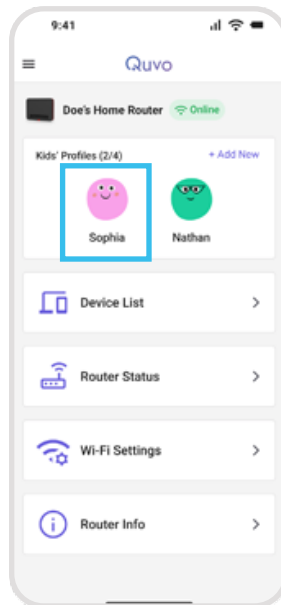 9:41
Quvo
Doe's Home Router Online
Kids' Profiles (2/4) + Add New
Sophia Nathan
Device List
Router Status
Wi-Fi Settings
Router Info